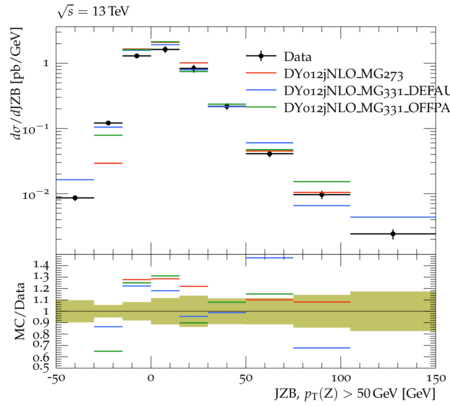 √s = 13 TeV
dσ/dJZB [pb/GeV]
1
10⁻¹
10⁻²
Data
DY012jNLO_MG273
DY012jNLO_MG331_DEFAU
DY012jNLO_MG331_OFFPA
MC/Data
1.4
1.3
1.2
1.1
1
0.9
0.8
0.7
0.6
0.5
-50
0
50
100
150
JZB, pT(Z) > 50 GeV [GeV]